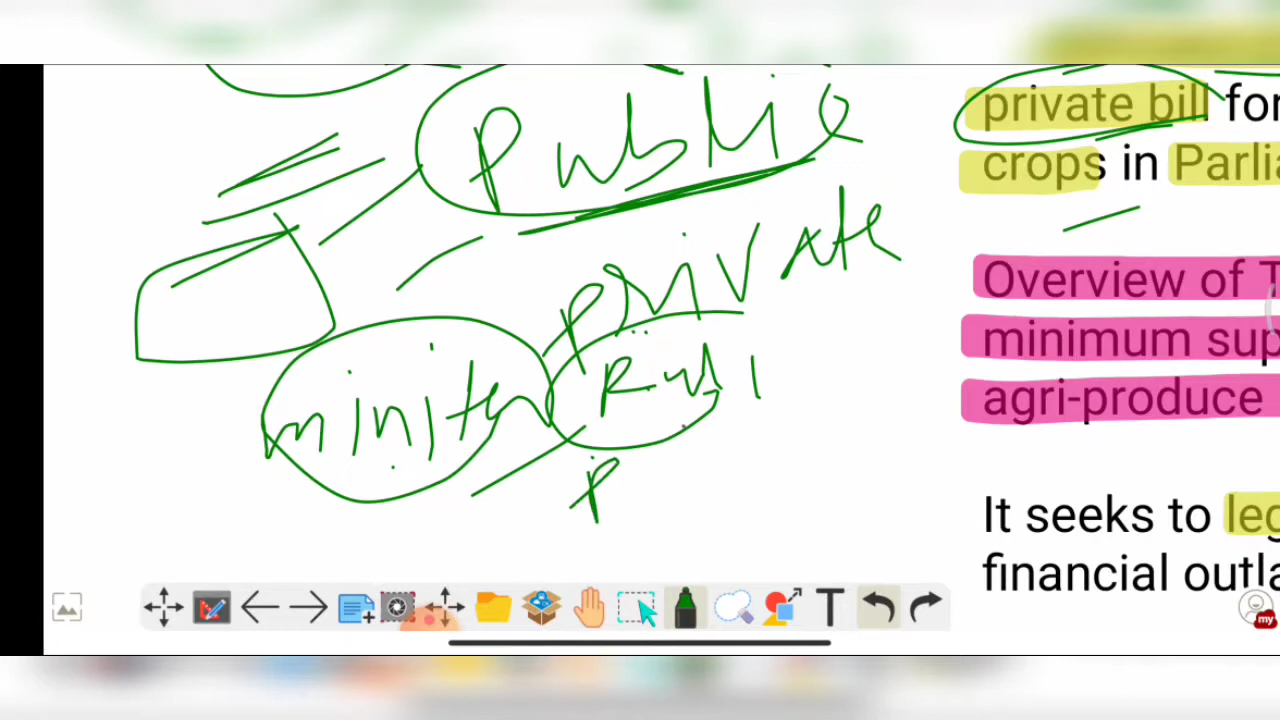 Public
private
minister
P
private bill for
crops in Parlia
Overview of T
minimum sup
agri-produce
It seeks to leg
financial outla
T
my